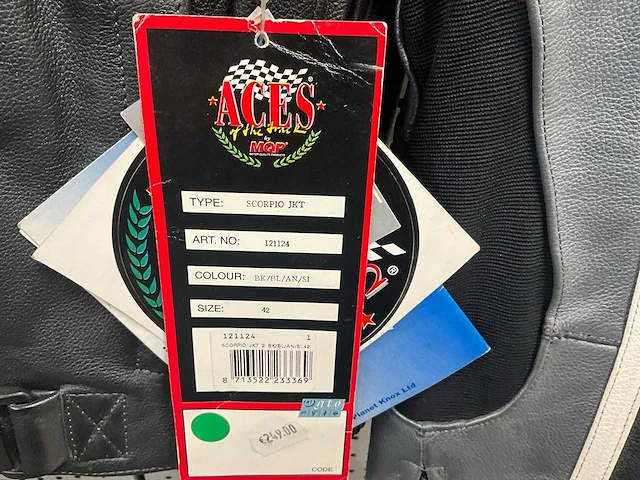 ACES®
of the track
by
MQP
TYPE: SCORPIO JKT
ART. NO: 121124
COLOUR: BK/BL/AN/SI
SIZE: 42
121124 1
SCORPIO JKT 2 BK/BL/AN/SI;42
8 713522 233369
€249.00
CODE
®
Planet Knox Ltd